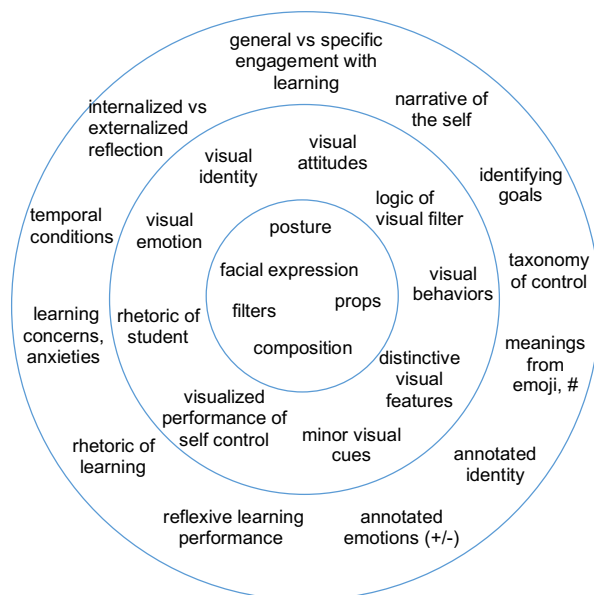 general vs specific
engagement with
learning
internalized vs
externalized
reflection
narrative of
the self
visual
identity
visual
attitudes
identifying
goals
temporal
conditions
visual
emotion
posture
logic of
visual filter
facial expression
taxonomy
of control
visual
behaviors
filters
props
learning
concerns,
anxieties
rhetoric of
student
composition
meanings
from
emoji, #
distinctive
visual
features
visualized
performance of
self control
minor visual
cues
rhetoric of
learning
annotated
identity
reflexive learning
performance
annotated
emotions (+/-)